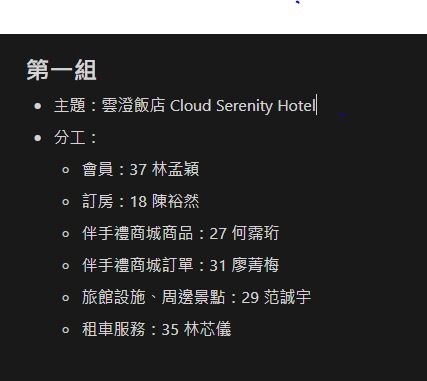 第一組
主題：雲澄飯店 Cloud Serenity Hotel
分工：
會員：37 林孟穎
訂房：18 陳裕然
伴手禮商城商品：27 何霈珩
伴手禮商城訂單：31 廖菁梅
旅館設施、周邊景點：29 范誠宇
租車服務：35 林芯儀